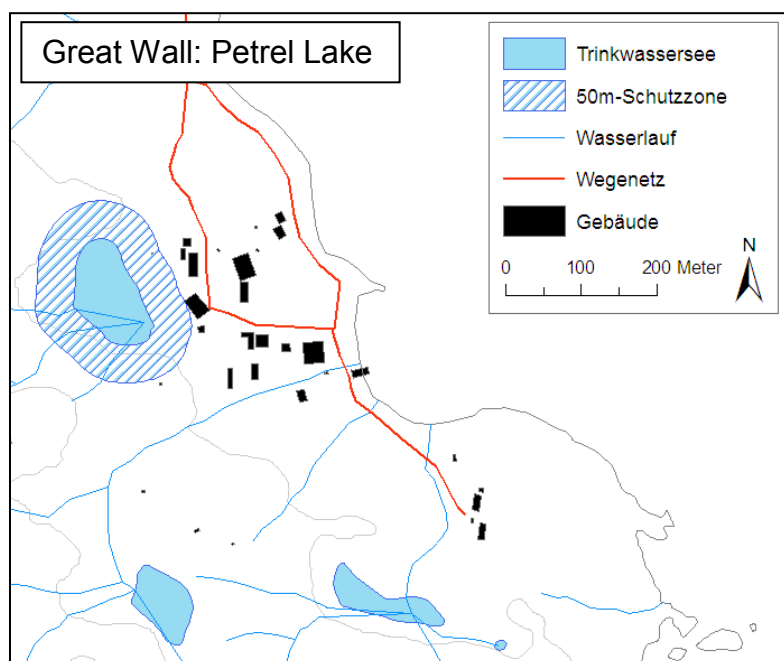 Great Wall: Petrel Lake
Trinkwassersee
50m-Schutzzone
Wasserlauf
Wegenetz
Gebäude
N
0 100 200 Meter